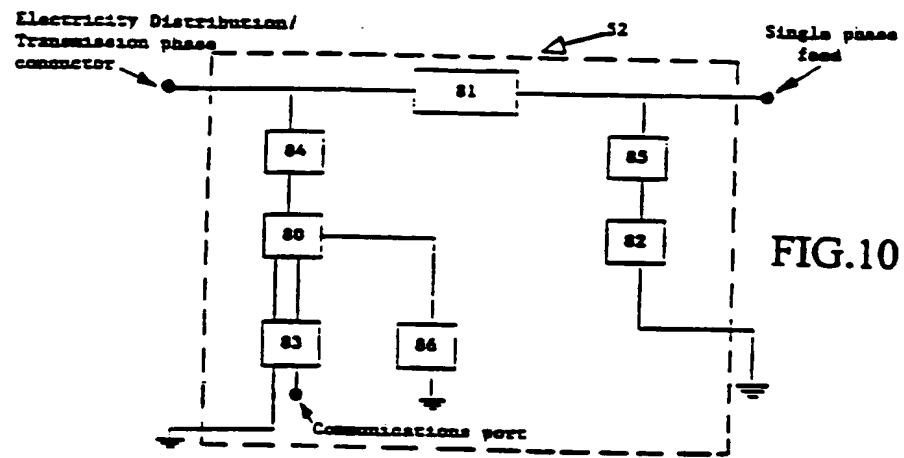 Electricity Distribution/
Transmission phase
conductor
52
Single phase
feed
81
84
85
80
82
FIG.10
83
86
Communications port